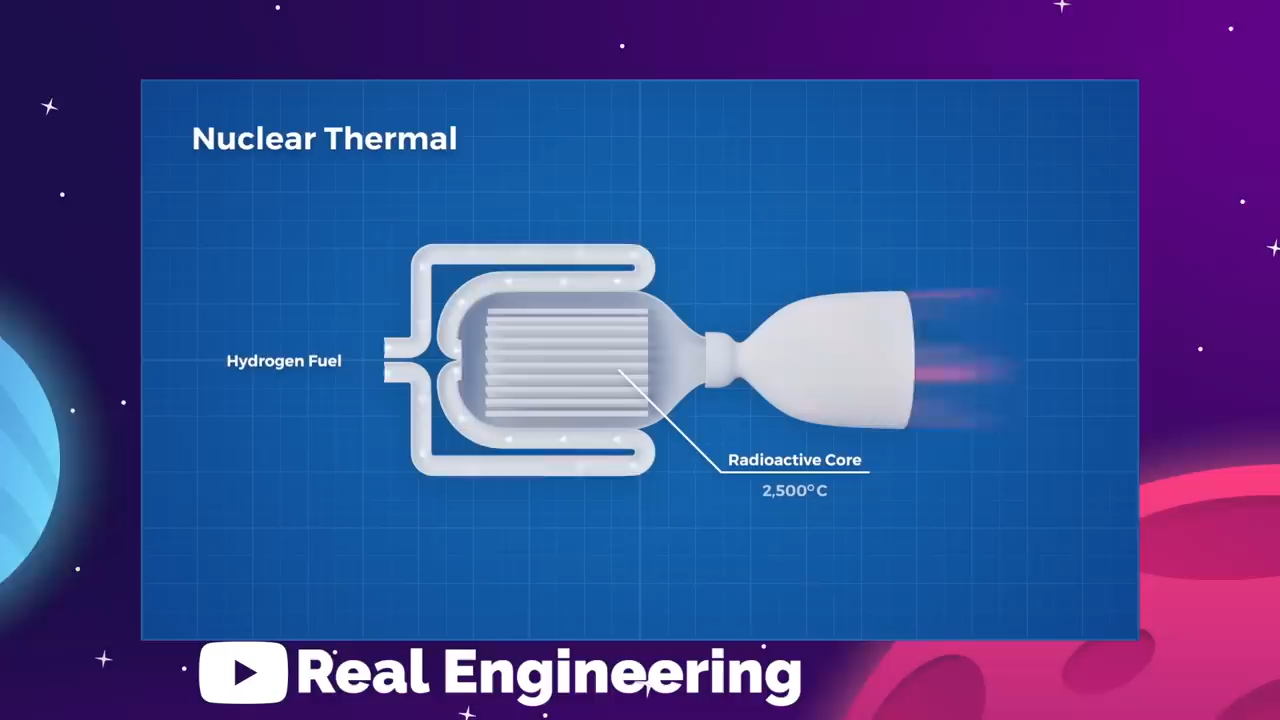 Nuclear Thermal
Hydrogen Fuel
Radioactive Core
2,500°C
Real Engineering